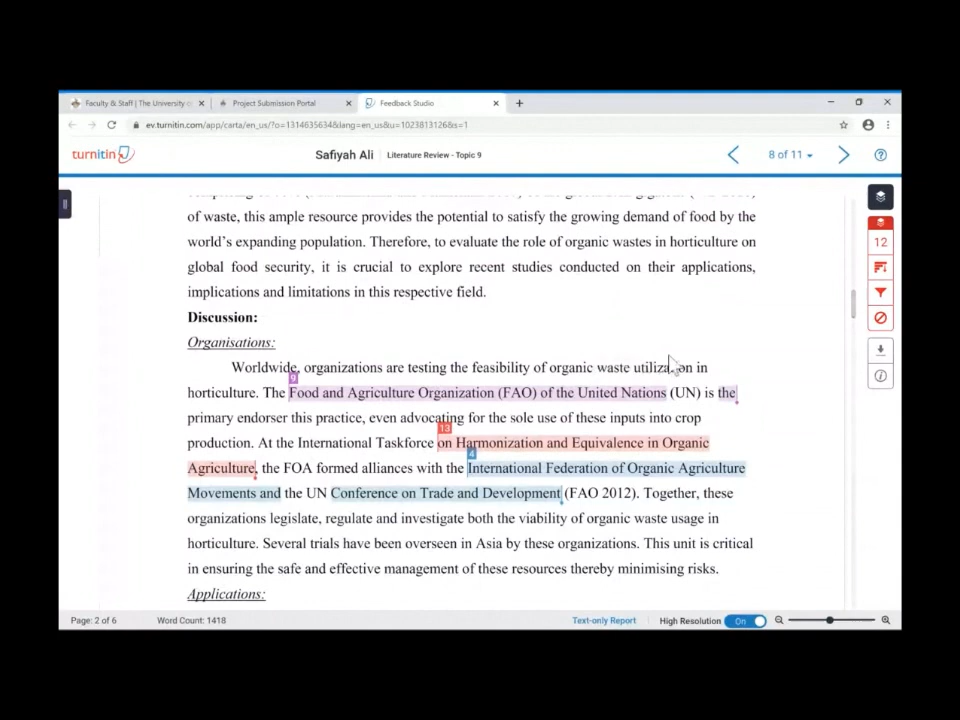 Faculty & Staff | The University o
Project Submission Portal
Feedback Studio
ev.turnitin.com/app/carta/en_us/?o=1314635634&lang=en_us&u=1023813126&s=1
turnitin
Safiyah Ali
Literature Review - Topic 9
8 of 11
of waste, this ample resource provides the potential to satisfy the growing demand of food by the
world's expanding population. Therefore, to evaluate the role of organic wastes in horticulture on
global food security, it is crucial to explore recent studies conducted on their applications,
implications and limitations in this respective field.
Discussion:
Organisations:
Worldwide, organizations are testing the feasibility of organic waste utilization in
9
horticulture. The Food and Agriculture Organization (FAO) of the United Nations (UN) is the
primary endorser this practice, even advocating for the sole use of these inputs into crop
13
production. At the International Taskforce on Harmonization and Equivalence in Organic
4
Agriculture, the FOA formed alliances with the International Federation of Organic Agriculture
Movements and the UN Conference on Trade and Development (FAO 2012). Together, these
organizations legislate, regulate and investigate both the viability of organic waste usage in
horticulture. Several trials have been overseen in Asia by these organizations. This unit is critical
in ensuring the safe and effective management of these resources thereby minimising risks.
Applications:
12
Page: 2 of 6
Word Count: 1418
Text-only Report
High Resolution
On